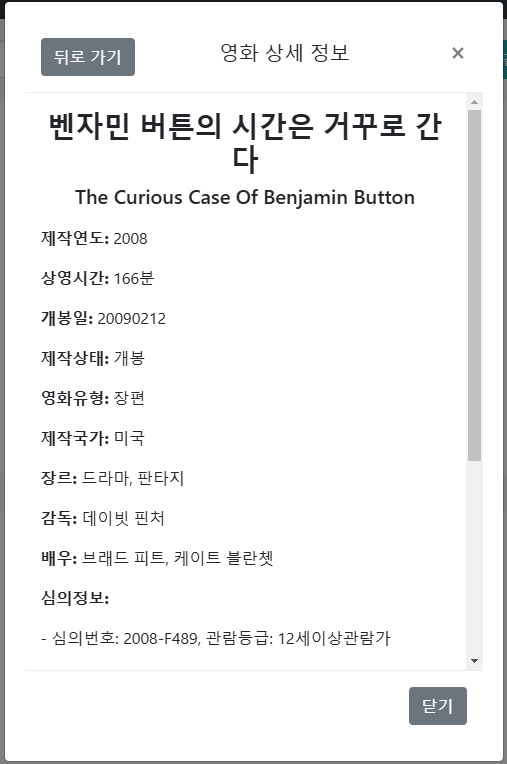 뒤로 가기
영화 상세 정보
×
벤자민 버튼의 시간은 거꾸로 간
다
The Curious Case Of Benjamin Button
제작연도: 2008
상영시간: 166분
개봉일: 20090212
제작상태: 개봉
영화유형: 장편
제작국가: 미국
장르: 드라마, 판타지
감독: 데이빗 핀처
배우: 브래드 피트, 케이트 블란쳇
심의정보:
- 심의번호: 2008-F489, 관람등급: 12세이상관람가
닫기